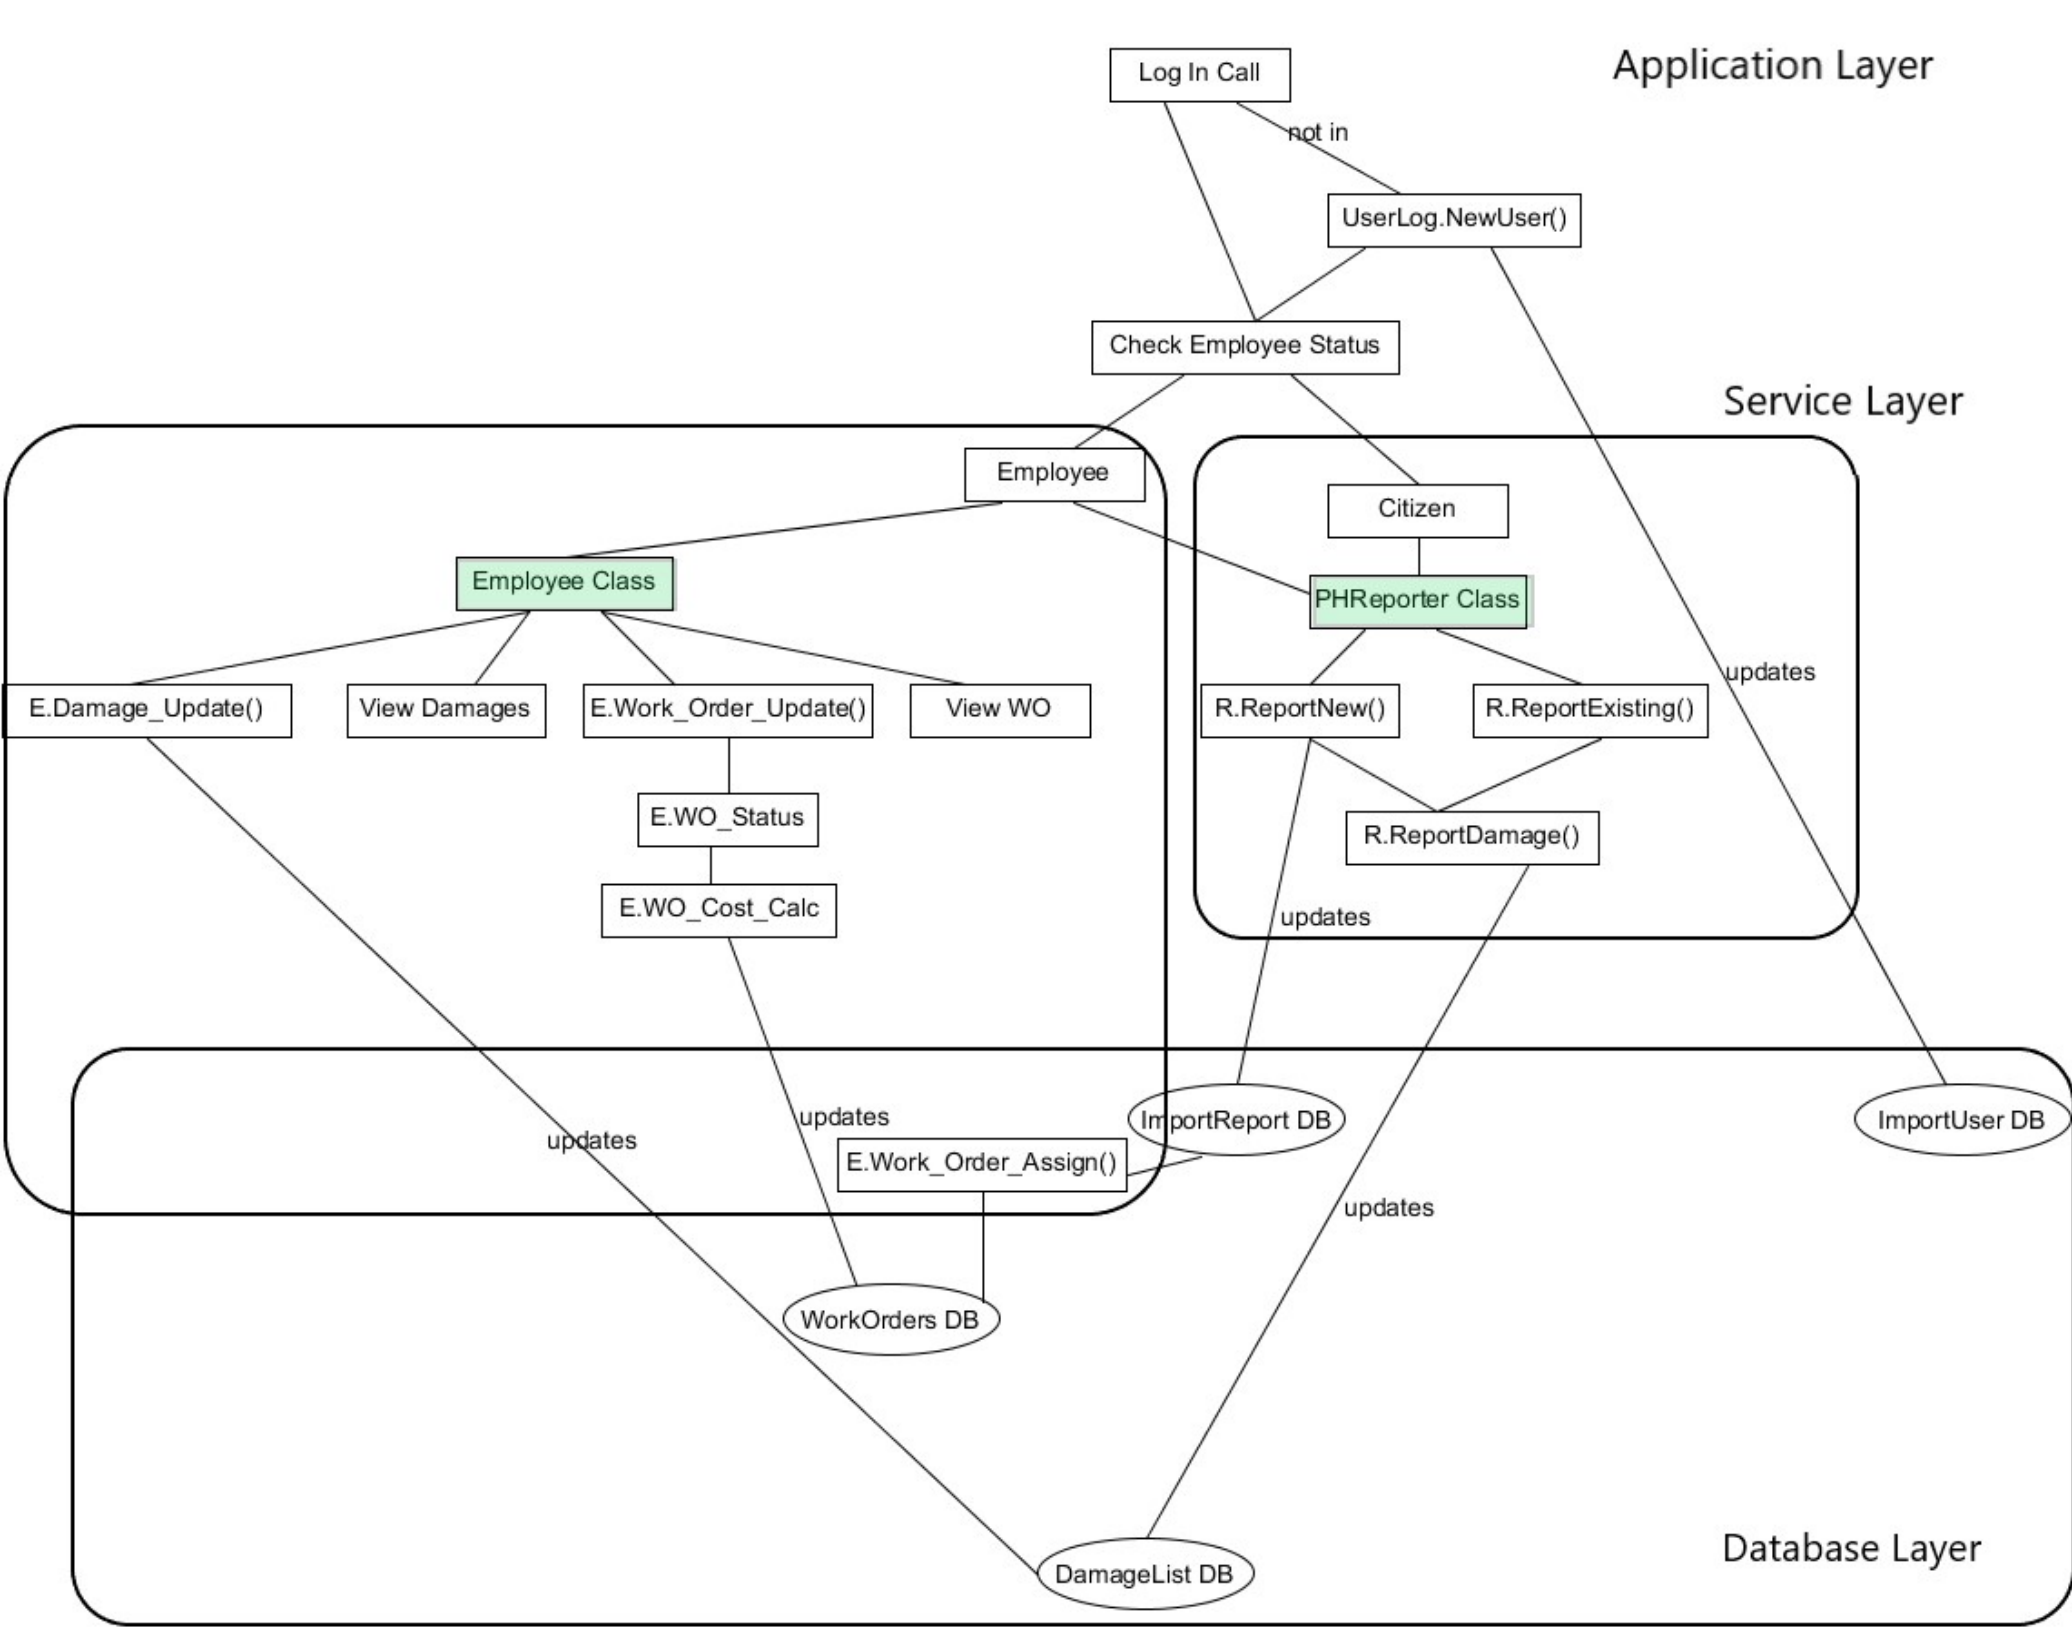 Application Layer
Log In Call
not in
UserLog.NewUser()
Check Employee Status
Service Layer
Employee
Citizen
Employee Class
PHReporter Class
updates
E.Damage_Update()
View Damages
E.Work_Order_Update()
View WO
R.ReportNew()
R.ReportExisting()
E.WO_Status
R.ReportDamage()
E.WO_Cost_Calc
updates
updates
ImportReport DB
ImportUser DB
updates
E.Work_Order_Assign()
updates
WorkOrders DB
Database Layer
DamageList DB